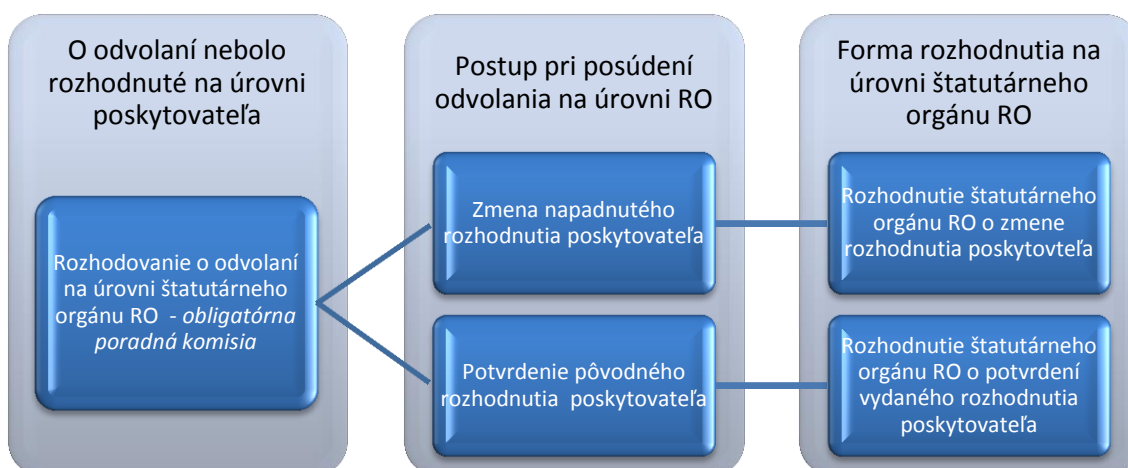 O odvolaní nebolo
rozhodnuté na úrovni
poskytovateľa
Rozhodovanie o odvolaní
na úrovni štatutárneho
orgánu RO - obligatórna
poradná komisia
Postup pri posúdení
odvolania na úrovni RO
Zmena napadnutého
rozhodnutia poskytovateľa
Potvrdenie pôvodného
rozhodnutia poskytovateľa
Forma rozhodnutia na
úrovni štatutárneho
orgánu RO
Rozhodnutie štatutárneho
orgánu RO o zmene
rozhodnutia poskytovteľa
Rozhodnutie štatutárneho
orgánu RO o potvrdení
vydaného rozhodnutia
poskytovateľa